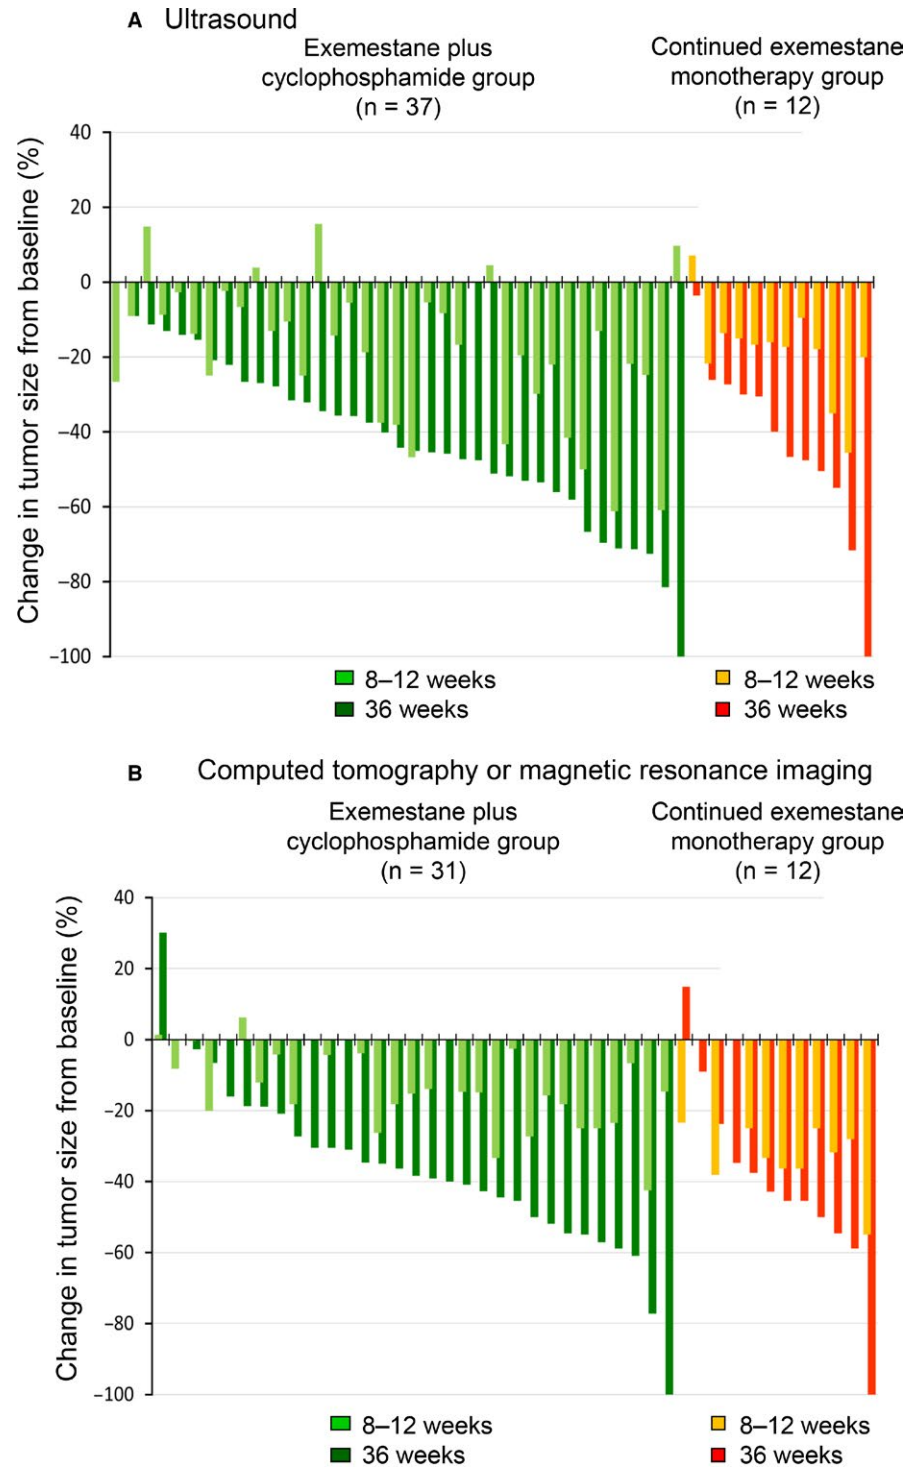 A Ultrasound
Exemestane plus
cyclophosphamide group
(n = 37)
Continued exemestane
monotherapy group
(n = 12)
Change in tumor size from baseline (%)
40
20
0
−20
−40
−60
−80
−100
8–12 weeks
36 weeks
8–12 weeks
36 weeks
B Computed tomography or magnetic resonance imaging
Exemestane plus
cyclophosphamide group
(n = 31)
Continued exemestane
monotherapy group
(n = 12)
Change in tumor size from baseline (%)
40
20
0
−20
−40
−60
−80
−100
8–12 weeks
36 weeks
8–12 weeks
36 weeks